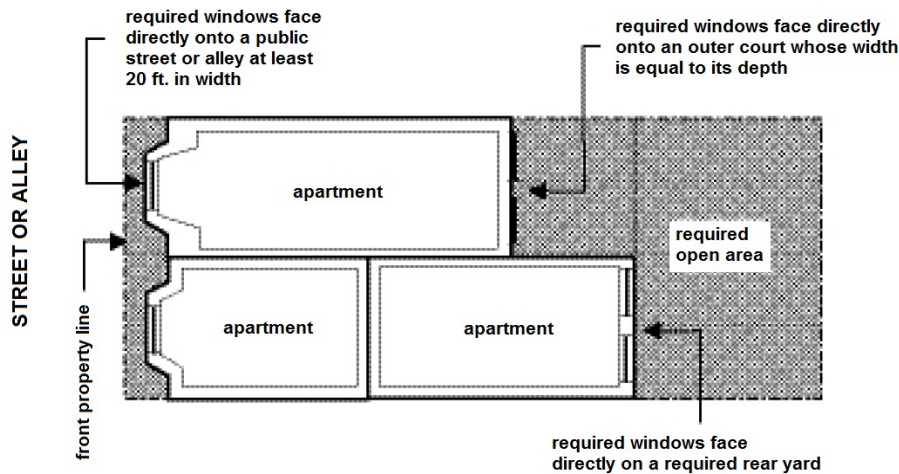 required windows face
directly onto a public
street or alley at least
20 ft. in width
required windows face directly
onto an outer court whose width
is equal to its depth
STREET OR ALLEY
apartment
required
open area
apartment
apartment
front property line
required windows face
directly on a required rear yard